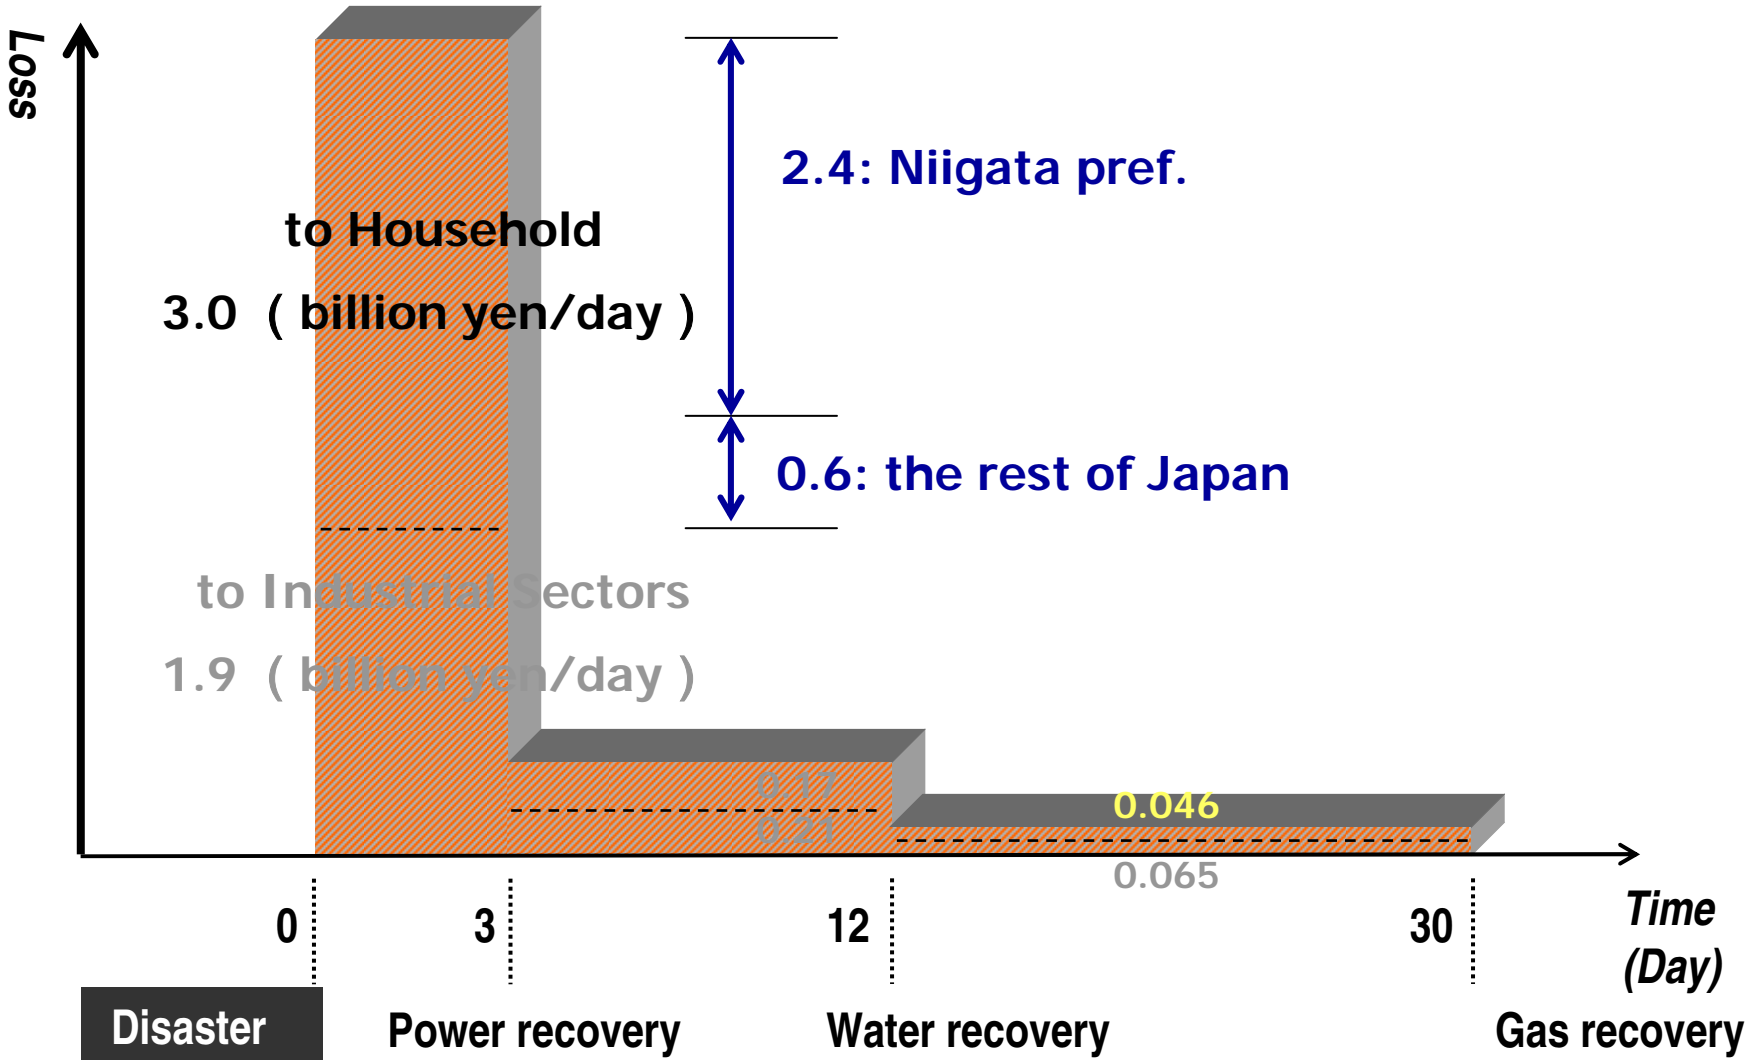 Loss
2.4: Niigata pref.
to Household
3.0 ( billion yen/day )
0.6: the rest of Japan
to Industrial Sectors
1.9 ( billion yen/day )
0.17
0.21
0.046
0.065
0
3
12
30
Time
(Day)
Disaster
Power recovery
Water recovery
Gas recovery